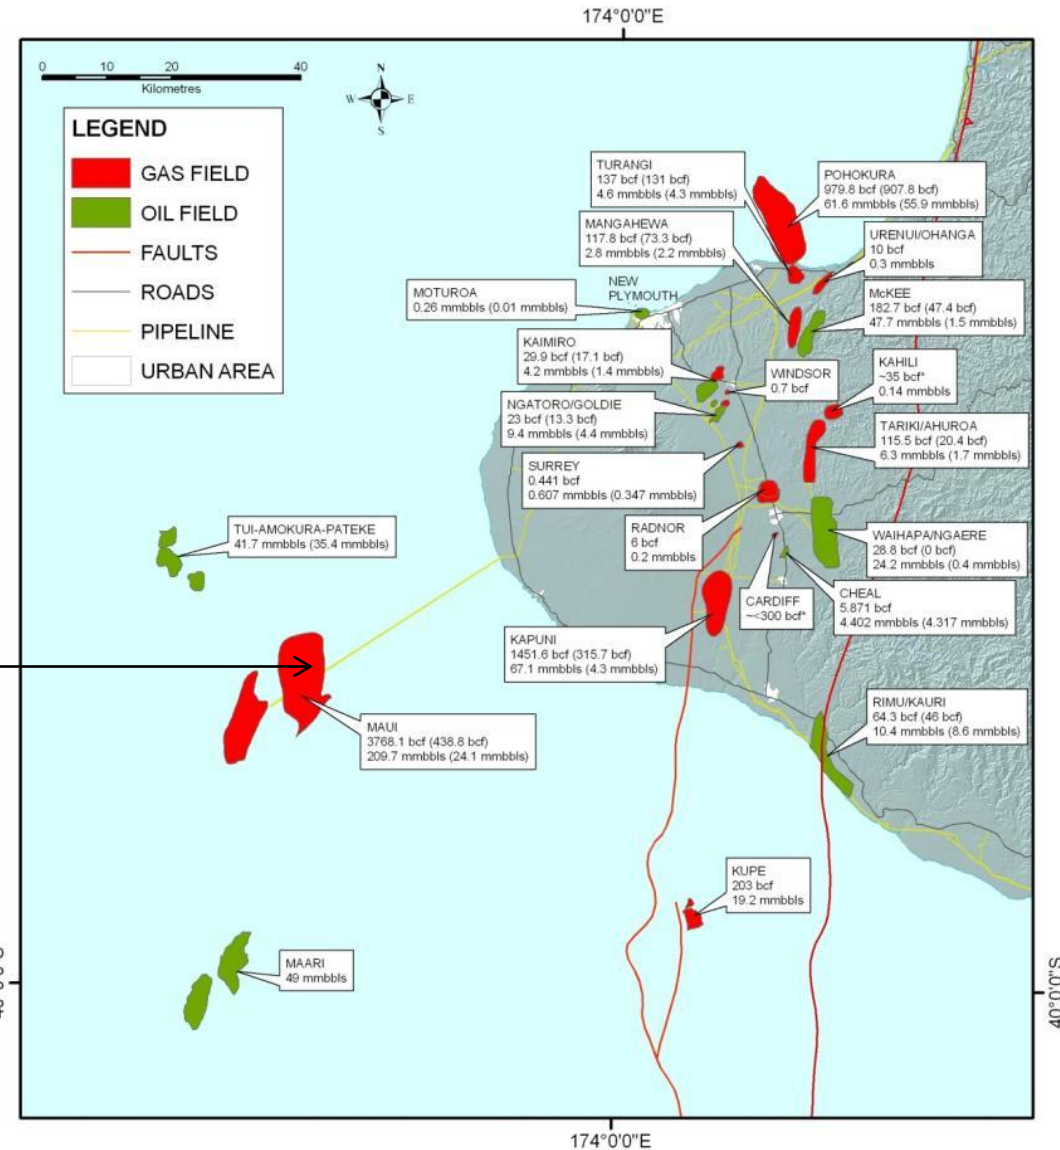 174°0'0"E
0 10 20 40
Kilometres
N
W E
S
LEGEND
GAS FIELD
OIL FIELD
FAULTS
ROADS
PIPELINE
URBAN AREA
TURANGI
137 bcf (131 bcf)
4.6 mmbbls (4.3 mmbbls)
POHOKURA
979.8 bcf (907.8 bcf)
61.6 mmbbls (55.9 mmbbls)
MANGAHEWA
117.8 bcf (73.3 bcf)
2.8 mmbbls (2.2 mmbbls)
URENUI/OHANGA
10 bcf
0.3 mmbbls
NEW
PLYMOUTH
MOTUROA
0.26 mmbbls (0.01 mmbbls)
McKEE
182.7 bcf (47.4 bcf)
47.7 mmbbls (1.5 mmbbls)
KAIMIRO
29.9 bcf (17.1 bcf)
4.2 mmbbls (1.4 mmbbls)
WINDSOR
0.7 bcf
KAHILI
~35 bcf*
0.14 mmbbls
NGATORO/GOLDIE
23 bcf (13.3 bcf)
9.4 mmbbls (4.4 mmbbls)
TARIKI/AHUROA
115.5 bcf (20.4 bcf)
6.3 mmbbls (1.7 mmbbls)
SURREY
0.441 bcf
0.607 mmbbls (0.347 mmbbls)
TUI-AMOKURA-PATEKE
41.7 mmbbls (35.4 mmbbls)
RADNOR
6 bcf
0.2 mmbbls
WAIHAPA/NGAERE
28.8 bcf (0 bcf)
24.2 mmbbls (0.4 mmbbls)
CARDIFF
~<300 bcf*
CHEAL
5.871 bcf
4.402 mmbbls (4.317 mmbbls)
KAPUNI
1451.6 bcf (315.7 bcf)
67.1 mmbbls (4.3 mmbbls)
MAUI
3768.1 bcf (438.8 bcf)
209.7 mmbbls (24.1 mmbbls)
RIMU/KAURI
64.3 bcf (46 bcf)
10.4 mmbbls (8.6 mmbbls)
KUPE
203 bcf
19.2 mmbbls
MAARI
49 mmbbls
40°0'0"S
174°0'0"E